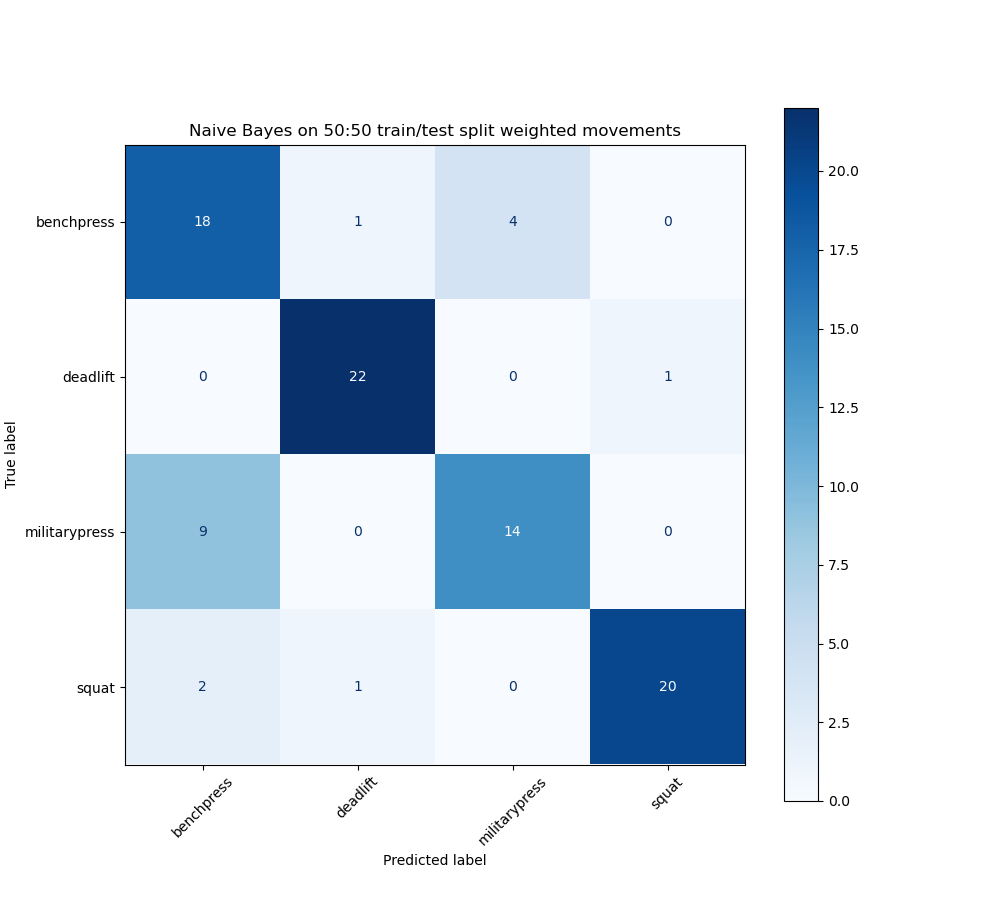 Naive Bayes on 50:50 train/test split weighted movements
True label
benchpress 18 1 4 0
deadlift 0 22 0 1
militarypress 9 0 14 0
squat 2 1 0 20
benchpress deadlift militarypress squat
Predicted label
20.0
17.5
15.0
12.5
10.0
7.5
5.0
2.5
0.0